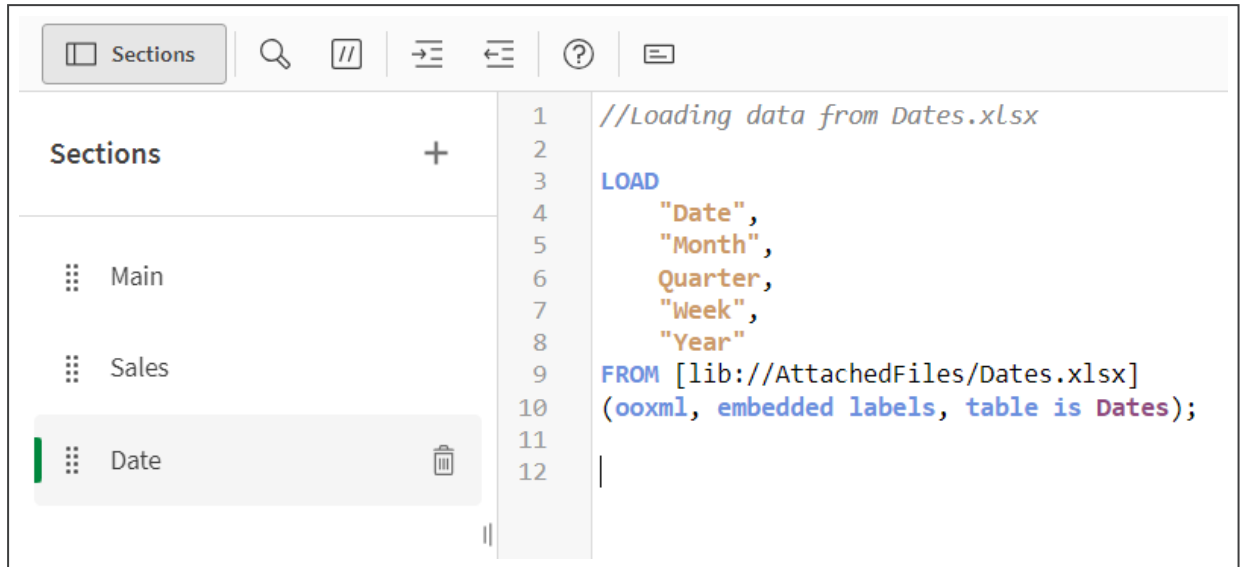 Sections
Sections
Main
Sales
Date
1 //Loading data from Dates.xlsx
2
3 LOAD
4 "Date",
5 "Month",
6 Quarter,
7 "Week",
8 "Year"
9 FROM [lib://AttachedFiles/Dates.xlsx]
10 (ooxml, embedded labels, table is Dates);
11
12